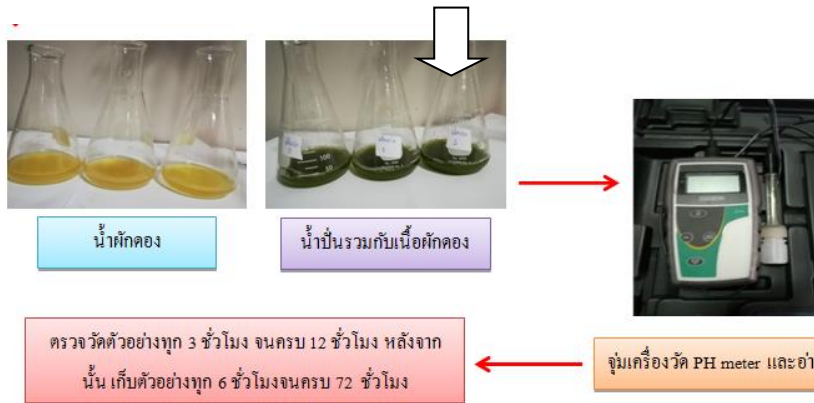 น้ำผักดอง
น้ำปั่นรวมกับเนื้อผักดอง
จุ่มเครื่องวัด PH meter และอ่า
ตรวจวัดตัวอย่างทุก 3 ชั่วโมง จนครบ 12 ชั่วโมง หลังจาก
นั้น เก็บตัวอย่างทุก 6 ชั่วโมงจนครบ 72 ชั่วโมง